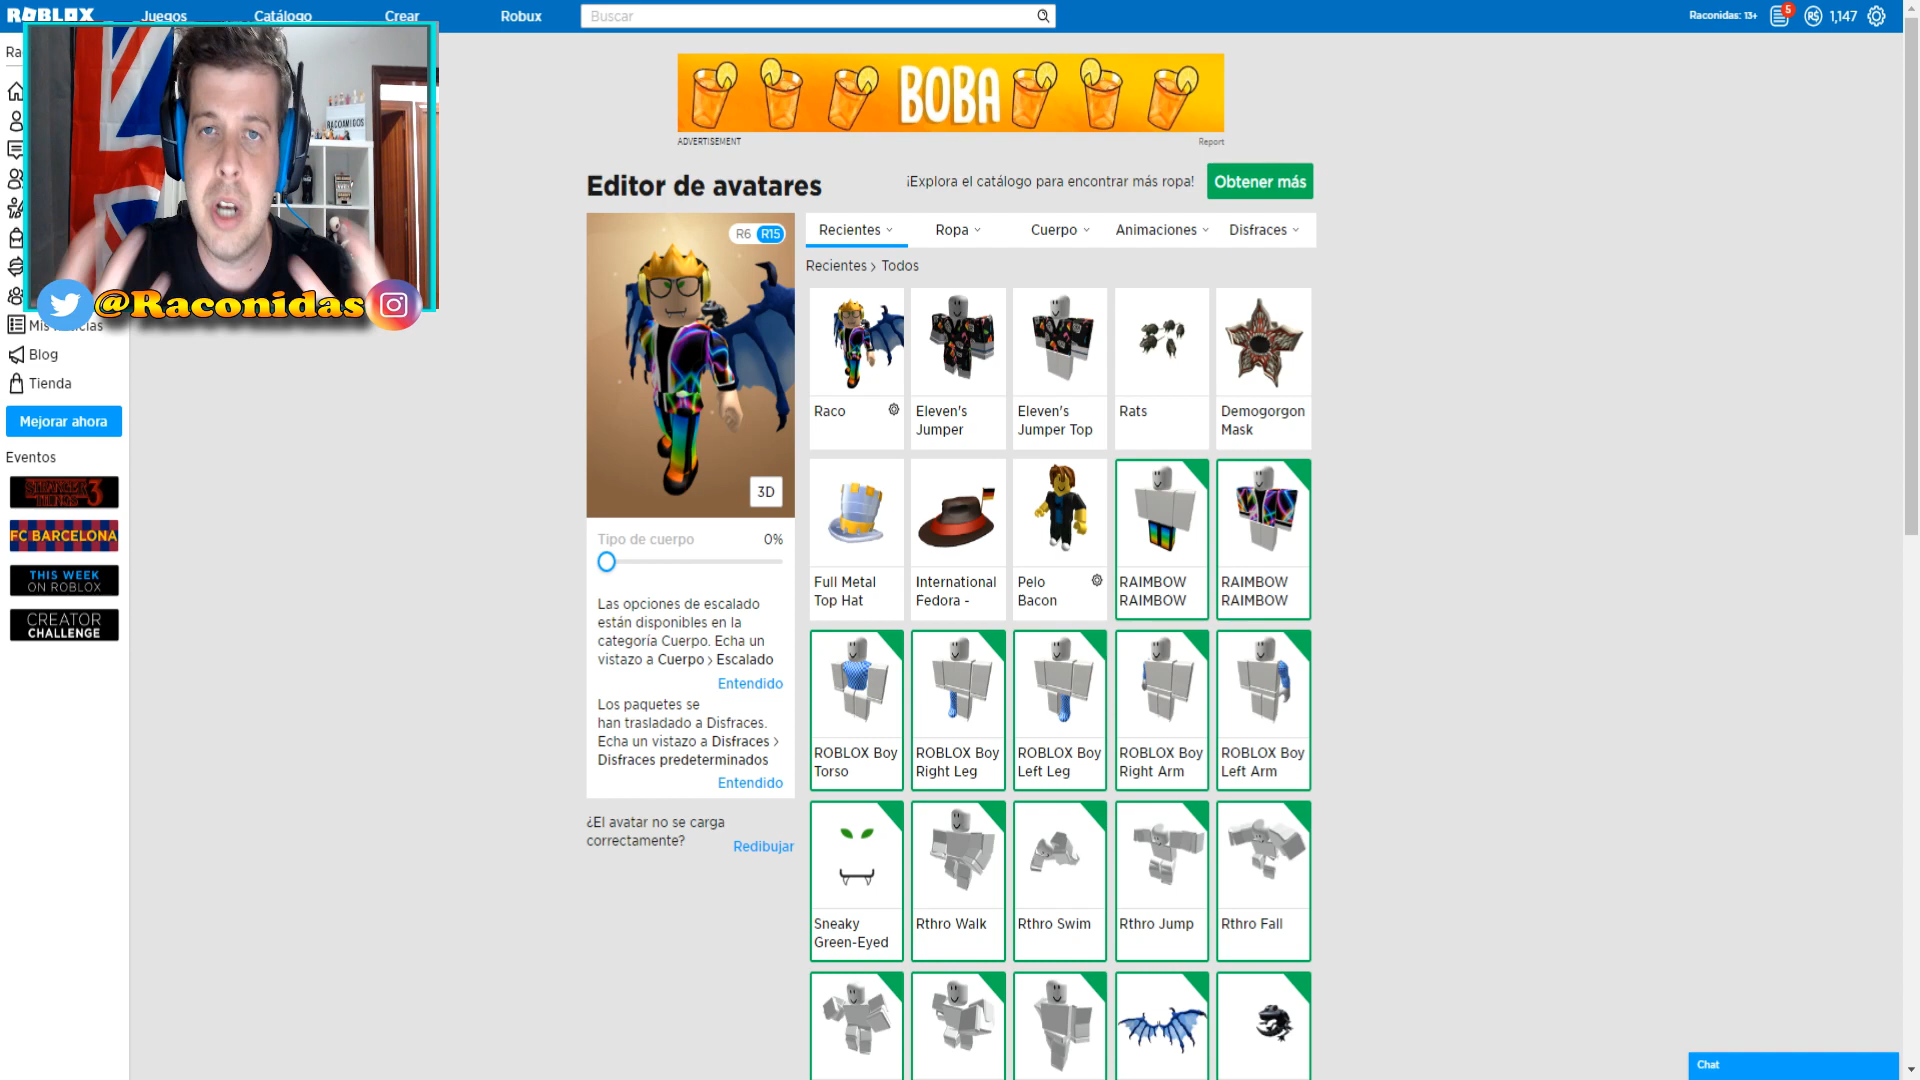 ROBLOX
Juegos
Catálogo
Crear
Robux
Buscar
Raconidas: 13+
5
R$
1,147
RACOAMIGOS
@Raconidas
Blog
Tienda
Mejorar ahora
Eventos
STRANGER THINGS 3
FC BARCELONA
THIS WEEK
ON ROBLOX
CREATOR
CHALLENGE
BOBA
ADVERTISEMENT
Report
Editor de avatares
¡Explora el catálogo para encontrar más ropa!
Obtener más
R6 R15
3D
Tipo de cuerpo
0%
Las opciones de escalado
están disponibles en la
categoría Cuerpo. Echa un
vistazo a Cuerpo > Escalado
Entendido
Los paquetes se
han trasladado a Disfraces.
Echa un vistazo a Disfraces >
Disfraces predeterminados
Entendido
¿El avatar no se carga
correctamente?
Redibujar
Recientes
Ropa
Cuerpo
Animaciones
Disfraces
Recientes > Todos
Raco
Eleven's
Jumper
Eleven's
Jumper Top
Rats
Demogorgon
Mask
Full Metal
Top Hat
International
Fedora -
Pelo
Bacon
RAIMBOW
RAIMBOW
RAIMBOW
RAIMBOW
ROBLOX Boy
Torso
ROBLOX Boy
Right Leg
ROBLOX Boy
Left Leg
ROBLOX Boy
Right Arm
ROBLOX Boy
Left Arm
Sneaky
Green-Eyed
Rthro Walk
Rthro Swim
Rthro Jump
Rthro Fall
Chat